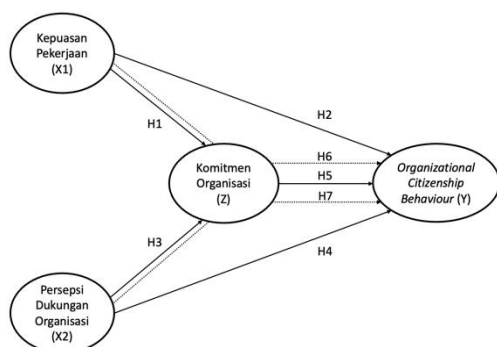 Kepuasan
Pekerjaan
(X1)
H2
H1
H6
Komitmen
Organisasi
(Z)
H5
Organizational
Citizenship
Behaviour (Y)
H7
H3
H4
Persepsi
Dukungan
Organisasi
(X2)